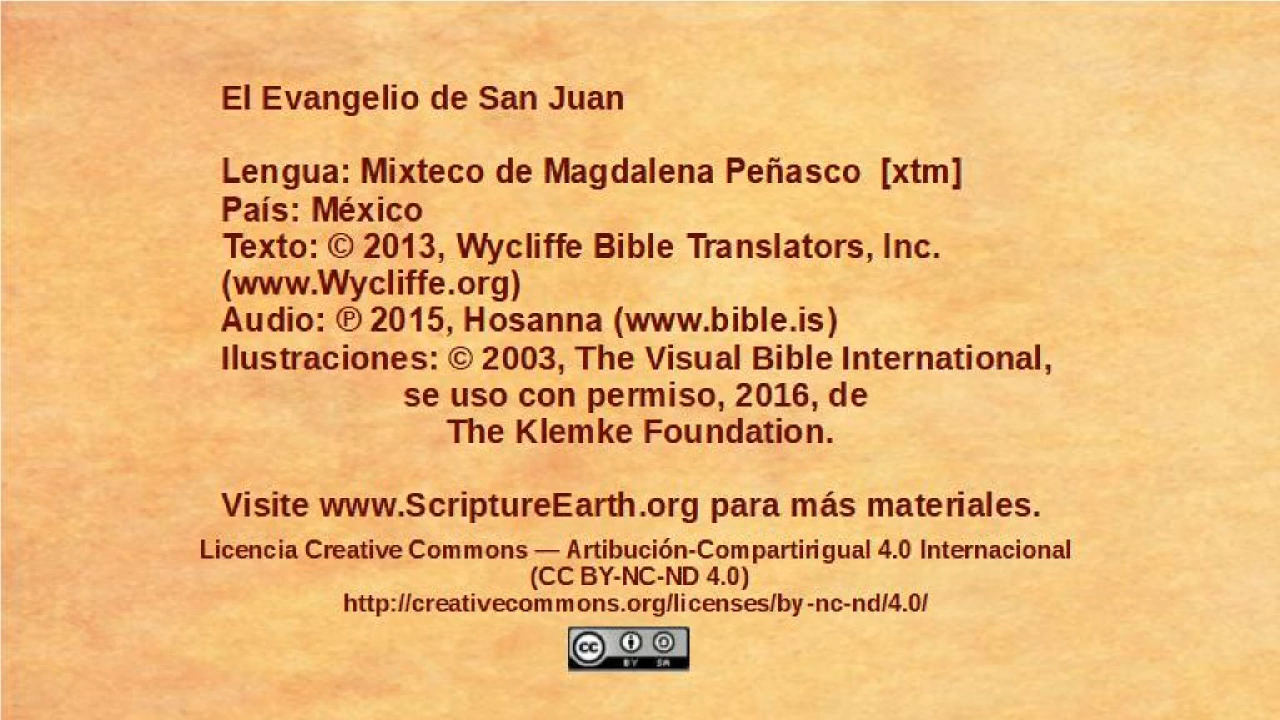 El Evangelio de San Juan
Lengua: Mixteco de Magdalena Peñasco [xtm]
País: México
Texto: © 2013, Wycliffe Bible Translators, Inc.
(www.Wycliffe.org)
Audio: ℗ 2015, Hosanna (www.bible.is)
Ilustraciones: © 2003, The Visual Bible International,
se uso con permiso, 2016, de
The Klemke Foundation.
Visite www.ScriptureEarth.org para más materiales.
Licencia Creative Commons — Artibución-Compartirigual 4.0 Internacional
(CC BY-NC-ND 4.0)
http://creativecommons.org/licenses/by-nc-nd/4.0/
cc
BY SA